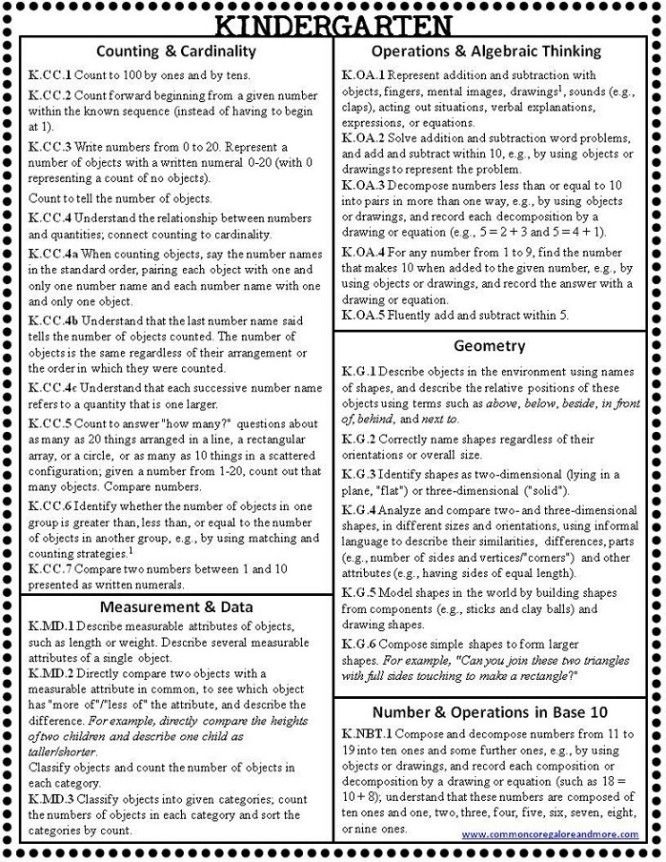 KINDERGARTEN
Counting & Cardinality
K.CC.1 Count to 100 by ones and by tens.
K.CC.2 Count forward beginning from a given number
within the known sequence (instead of having to begin
at 1).
K.CC.3 Write numbers from 0 to 20. Represent a
number of objects with a written numeral 0-20 (with 0
representing a count of no objects).
Count to tell the number of objects.
K.CC.4 Understand the relationship between numbers
and quantities; connect counting to cardinality.
K.CC.4a When counting objects, say the number names
in the standard order, pairing each object with one and
only one number name and each number name with one
and only one object.
K.CC.4b Understand that the last number name said
tells the number of objects counted. The number of
objects is the same regardless of their arrangement or
the order in which they were counted.
K.CC.4c Understand that each successive number name
refers to a quantity that is one larger.
K.CC.5 Count to answer "how many?" questions about
as many as 20 things arranged in a line, a rectangular
array, or a circle, or as many as 10 things in a scattered
configuration; given a number from 1-20, count out that
many objects. Compare numbers.
K.CC.6 Identify whether the number of objects in one
group is greater than, less than, or equal to the number
of objects in another group, e.g., by using matching and
counting strategies.1
K.CC.7 Compare two numbers between 1 and 10
presented as written numerals.
Measurement & Data
K.MD.1 Describe measurable attributes of objects,
such as length or weight. Describe several measurable
attributes of a single object.
K.MD.2 Directly compare two objects with a
measurable attribute in common, to see which object
has "more of"/"less of" the attribute, and describe the
difference. For example, directly compare the heights
of two children and describe one child as
taller/shorter.
Classify objects and count the number of objects in
each category.
K.MD.3 Classify objects into given categories; count
the numbers of objects in each category and sort the
categories by count.
Operations & Algebraic Thinking
K.OA.1 Represent addition and subtraction with
objects, fingers, mental images, drawings1, sounds (e.g.,
claps), acting out situations, verbal explanations,
expressions, or equations.
K.OA.2 Solve addition and subtraction word problems,
and add and subtract within 10, e.g., by using objects or
drawings to represent the problem.
K.OA.3 Decompose numbers less than or equal to 10
into pairs in more than one way, e.g., by using objects
or drawings, and record each decomposition by a
drawing or equation (e.g., 5 = 2 + 3 and 5 = 4 + 1).
K.OA.4 For any number from 1 to 9, find the number
that makes 10 when added to the given number, e.g., by
using objects or drawings, and record the answer with a
drawing or equation.
K.OA.5 Fluently add and subtract within 5.
Geometry
K.G.1 Describe objects in the environment using names
of shapes, and describe the relative positions of these
objects using terms such as above, below, beside, in front
of, behind, and next to.
K.G.2 Correctly name shapes regardless of their
orientations or overall size.
K.G.3 Identify shapes as two-dimensional (lying in a
plane, "flat") or three-dimensional ("solid").
K.G.4 Analyze and compare two- and three-dimensional
shapes, in different sizes and orientations, using informal
language to describe their similarities, differences, parts
(e.g., number of sides and vertices/"corners") and other
attributes (e.g., having sides of equal length).
K.G.5 Model shapes in the world by building shapes
from components (e.g., sticks and clay balls) and
drawing shapes.
K.G.6 Compose simple shapes to form larger
shapes. For example, "Can you join these two triangles
with full sides touching to make a rectangle?"
Number & Operations in Base 10
K.NBT.1 Compose and decompose numbers from 11 to
19 into ten ones and some further ones, e.g., by using
objects or drawings, and record each composition or
decomposition by a drawing or equation (such as 18 =
10 + 8); understand that these numbers are composed of
ten ones and one, two, three, four, five, six, seven, eight,
or nine ones.
www.commoncoregaloreandmore.com